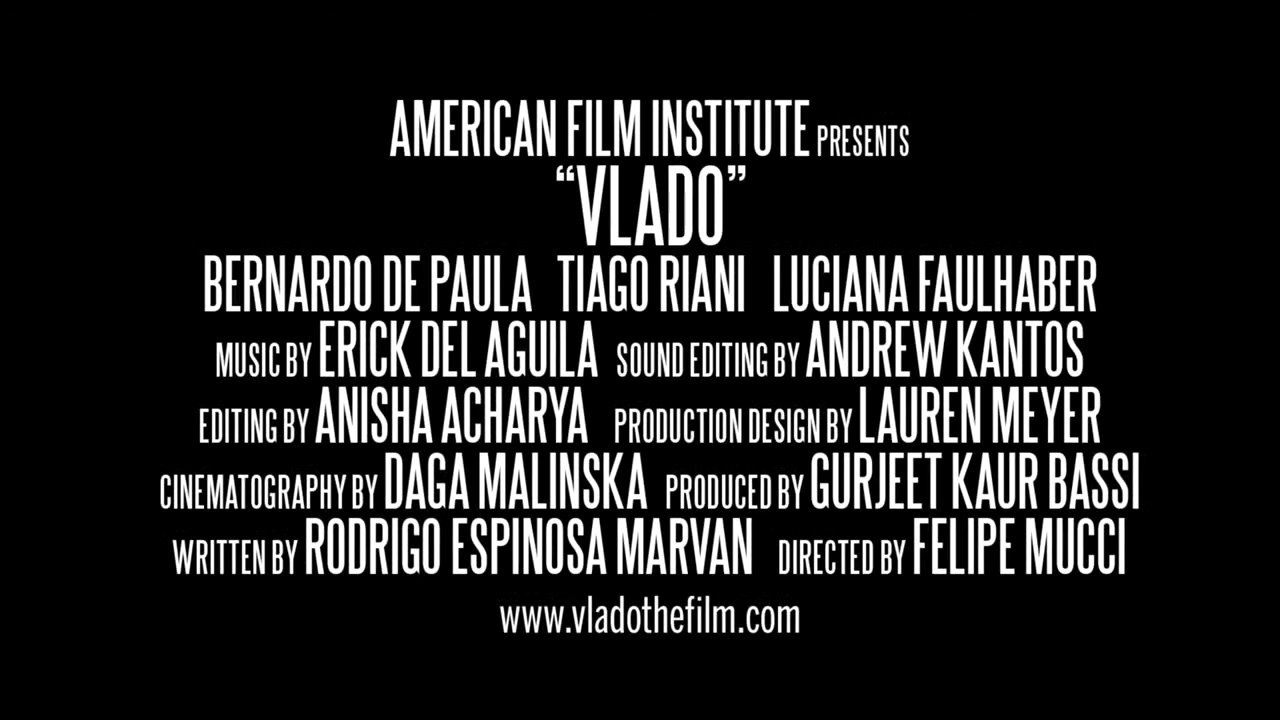 AMERICAN FILM INSTITUTE PRESENTS
“VLADO”
BERNARDO DE PAULA TIAGO RIANI LUCIANA FAULHABER
MUSIC BY ERICK DEL AGUILA SOUND EDITING BY ANDREW KANTOS
EDITING BY ANISHA ACHARYA PRODUCTION DESIGN BY LAUREN MEYER
CINEMATOGRAPHY BY DAGA MALINSKA PRODUCED BY GURJEET KAUR BASSI
WRITTEN BY RODRIGO ESPINOSA MARVAN DIRECTED BY FELIPE MUCCI
www.vladothefilm.com